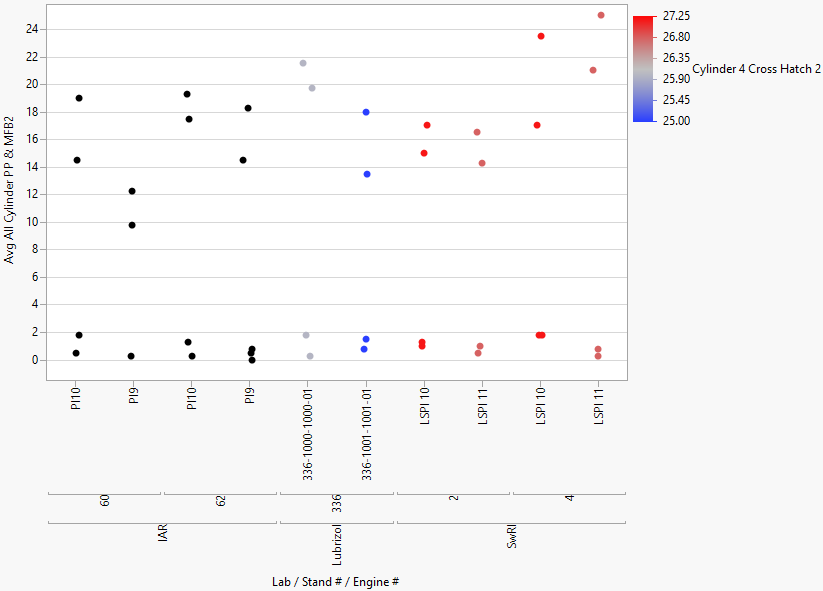 Avg All Cylinder PP & MFB2
24
22
20
18
16
14
12
10
8
6
4
2
0
27.25
26.80
26.35
25.90
25.45
25.00
Cylinder 4 Cross Hatch 2
PI10
PI9
PI10
PI9
336-1000-1000-01
336-1001-1001-01
LSPI 10
LSPI 11
LSPI 10
LSPI 11
60
62
336
2
4
IAR
Lubrizol
SwRI
Lab / Stand # / Engine #